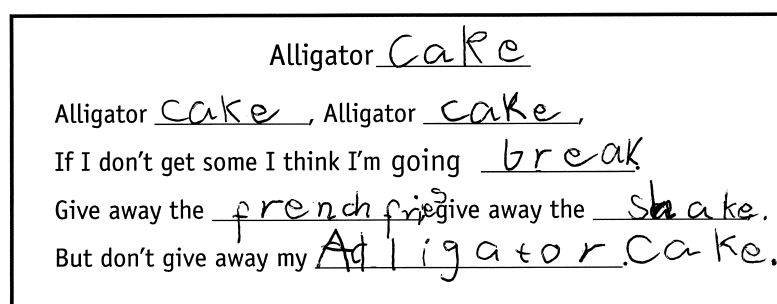 Alligator cake
Alligator cake, Alligator cake,
If I don't get some I think I'm going break.
Give away the french fries give away the shake.
But don't give away my Alligator. Cake.